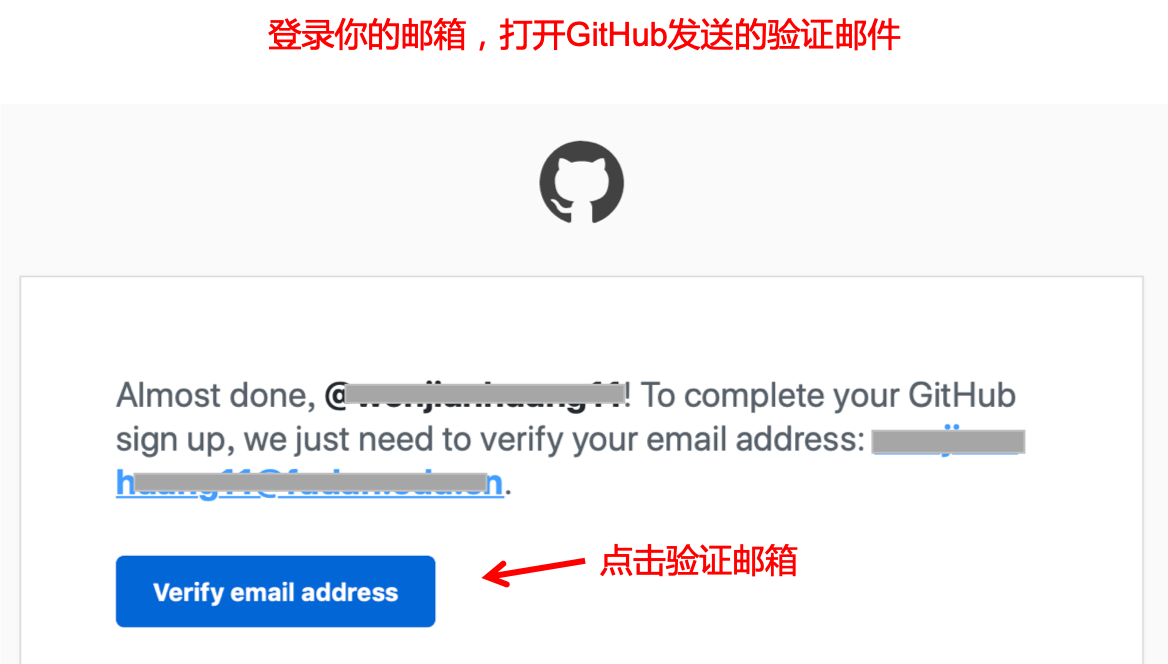 登录你的邮箱，打开GitHub发送的验证邮件
Almost done, @! To complete your GitHub
sign up, we just need to verify your email address:
.
点击验证邮箱
Verify email address